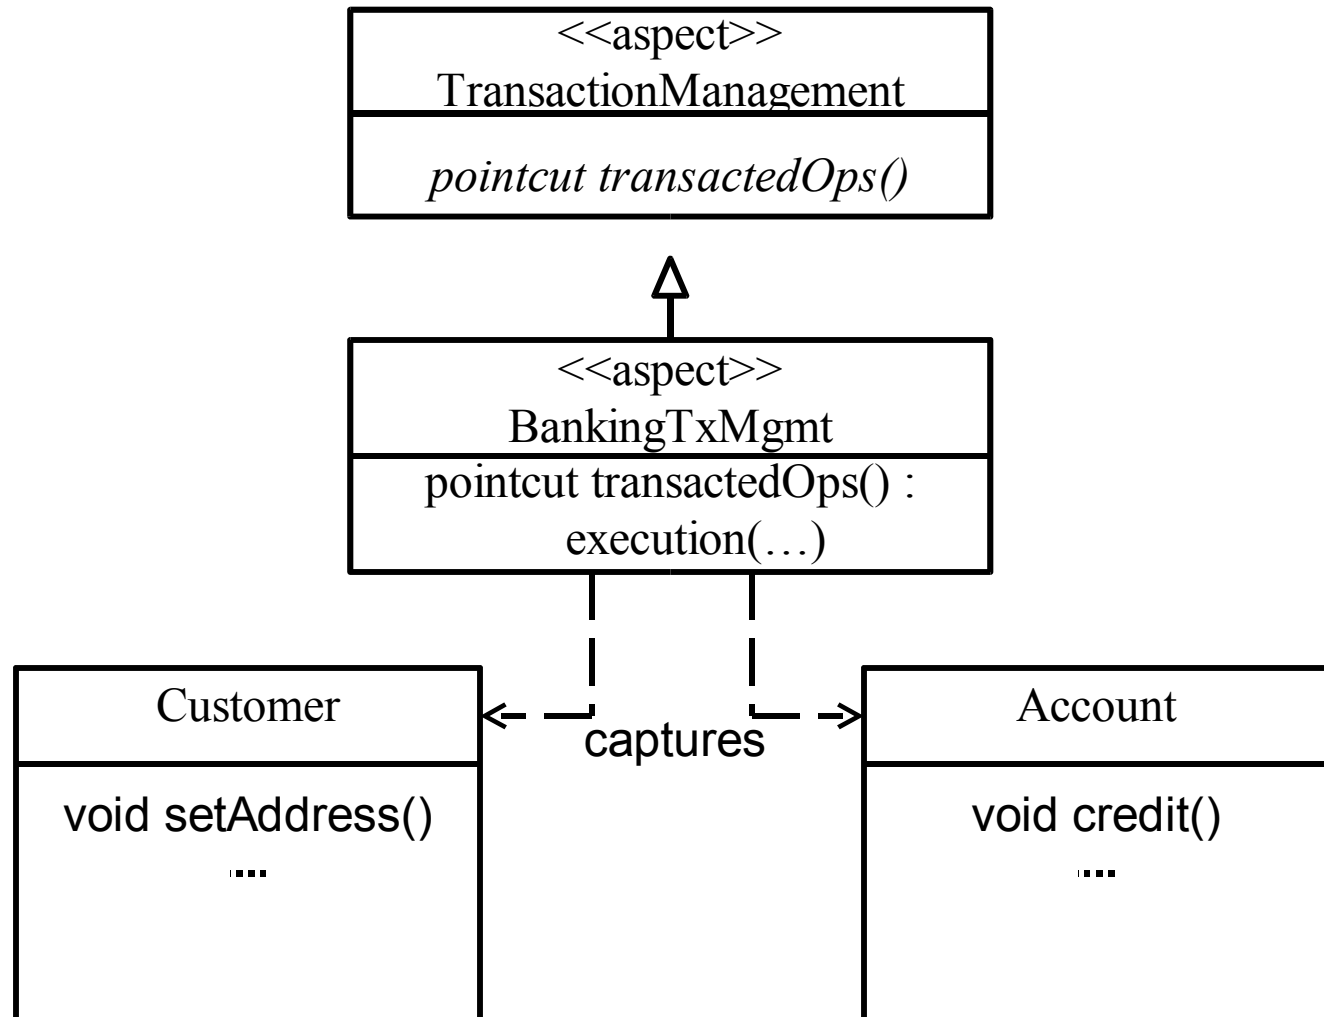 <<aspect>>
TransactionManagement
pointcut transactedOps()
<<aspect>>
BankingTxMgmt
pointcut transactedOps() :
execution(…)
Customer
captures
Account
void setAddress()
....
void credit()
....